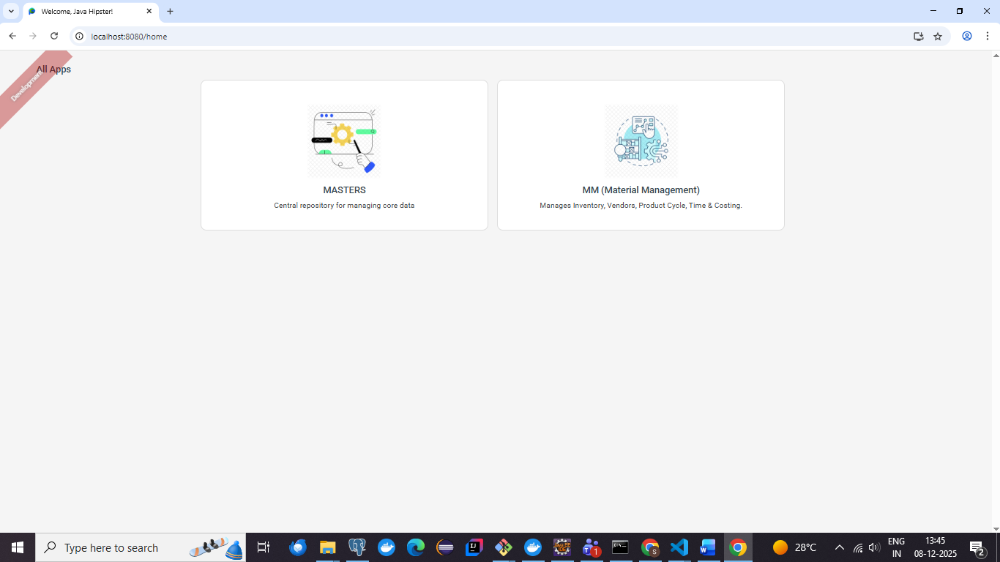 Welcome, Java Hipster!
localhost:8080/home
Development
All Apps
MASTERS
Central repository for managing core data
MM (Material Management)
Manages Inventory, Vendors, Product Cycle, Time & Costing.
Type here to search
1
S
28°C
ENG
IN
13:45
08-12-2025
2